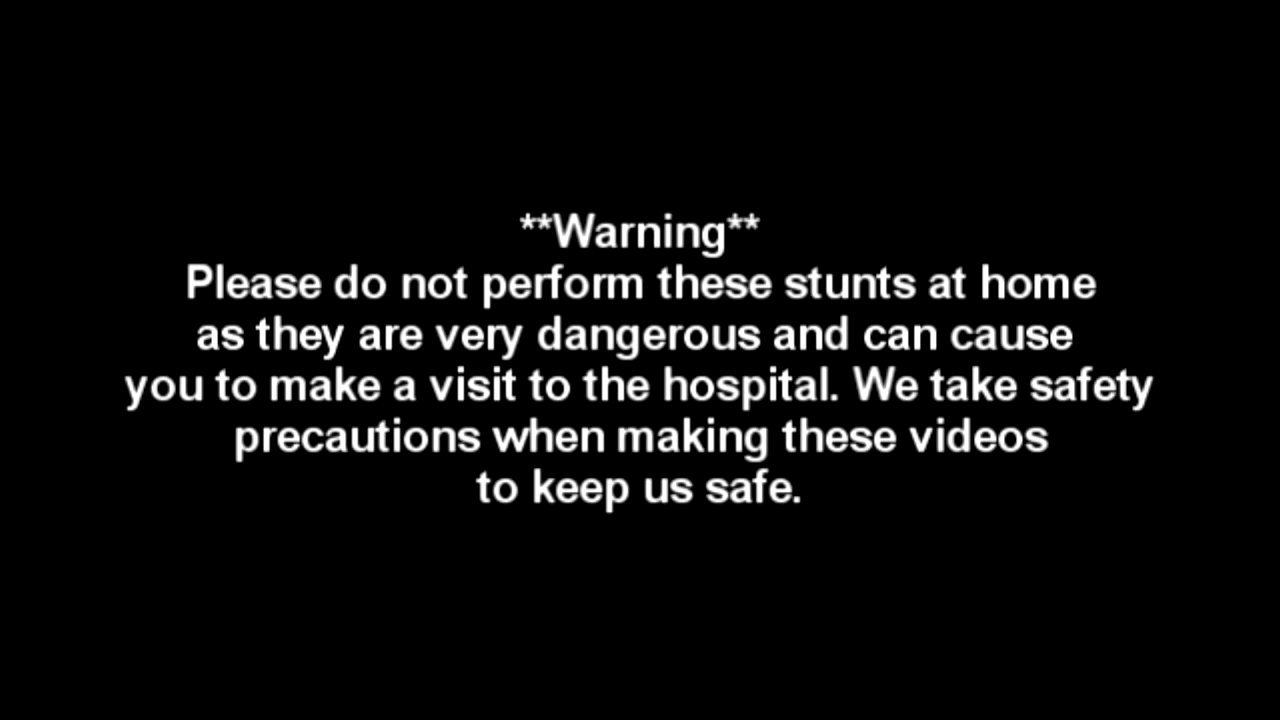 **Warning**
Please do not perform these stunts at home
as they are very dangerous and can cause
you to make a visit to the hospital. We take safety
precautions when making these videos
to keep us safe.